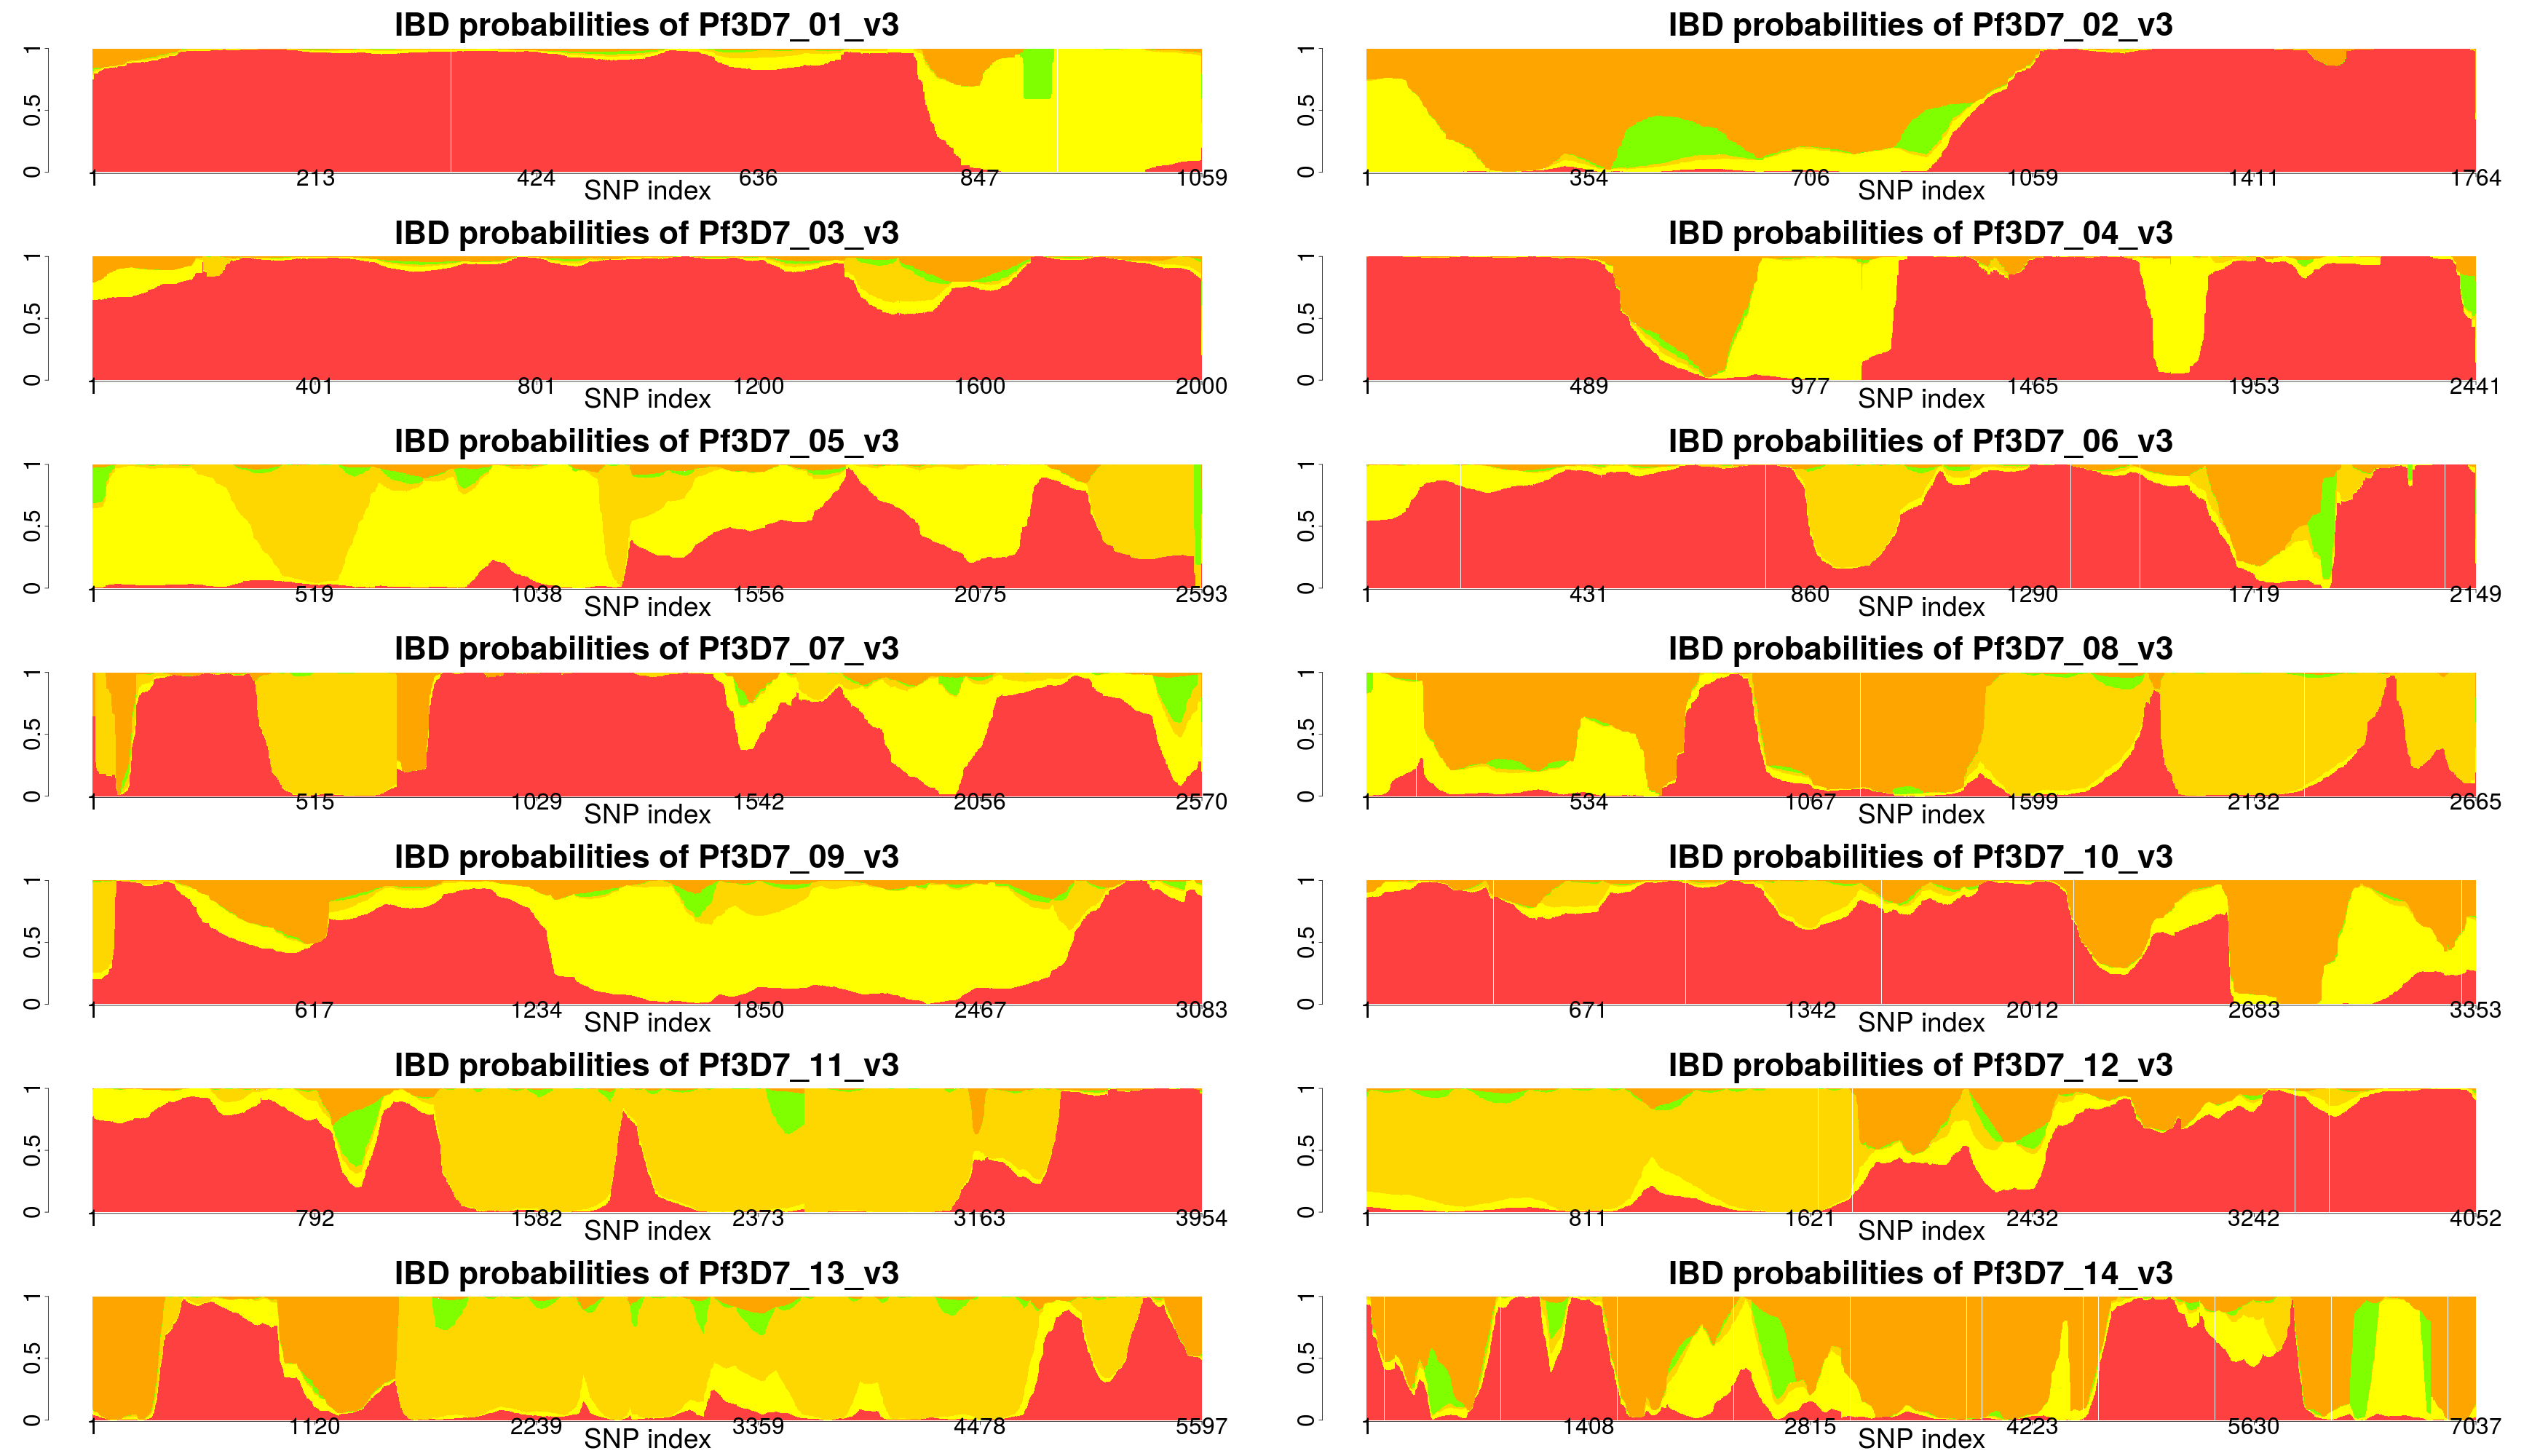 IBD probabilities of Pf3D7_01_v3
0 0.5 1
1 213 424 636 847 1059
SNP index
IBD probabilities of Pf3D7_02_v3
0 0.5 1
1 354 706 1059 1411 1764
SNP index
IBD probabilities of Pf3D7_03_v3
0 0.5 1
1 401 801 1200 1600 2000
SNP index
IBD probabilities of Pf3D7_04_v3
0 0.5 1
1 489 977 1465 1953 2441
SNP index
IBD probabilities of Pf3D7_05_v3
0 0.5 1
1 519 1038 1556 2075 2593
SNP index
IBD probabilities of Pf3D7_06_v3
0 0.5 1
1 431 860 1290 1719 2149
SNP index
IBD probabilities of Pf3D7_07_v3
0 0.5 1
1 515 1029 1542 2056 2570
SNP index
IBD probabilities of Pf3D7_08_v3
0 0.5 1
1 534 1067 1599 2132 2665
SNP index
IBD probabilities of Pf3D7_09_v3
0 0.5 1
1 617 1234 1850 2467 3083
SNP index
IBD probabilities of Pf3D7_10_v3
0 0.5 1
1 671 1342 2012 2683 3353
SNP index
IBD probabilities of Pf3D7_11_v3
0 0.5 1
1 792 1582 2373 3163 3954
SNP index
IBD probabilities of Pf3D7_12_v3
0 0.5 1
1 811 1621 2432 3242 4052
SNP index
IBD probabilities of Pf3D7_13_v3
0 0.5 1
1 1120 2239 3359 4478 5597
SNP index
IBD probabilities of Pf3D7_14_v3
0 0.5 1
1 1408 2815 4223 5630 7037
SNP index